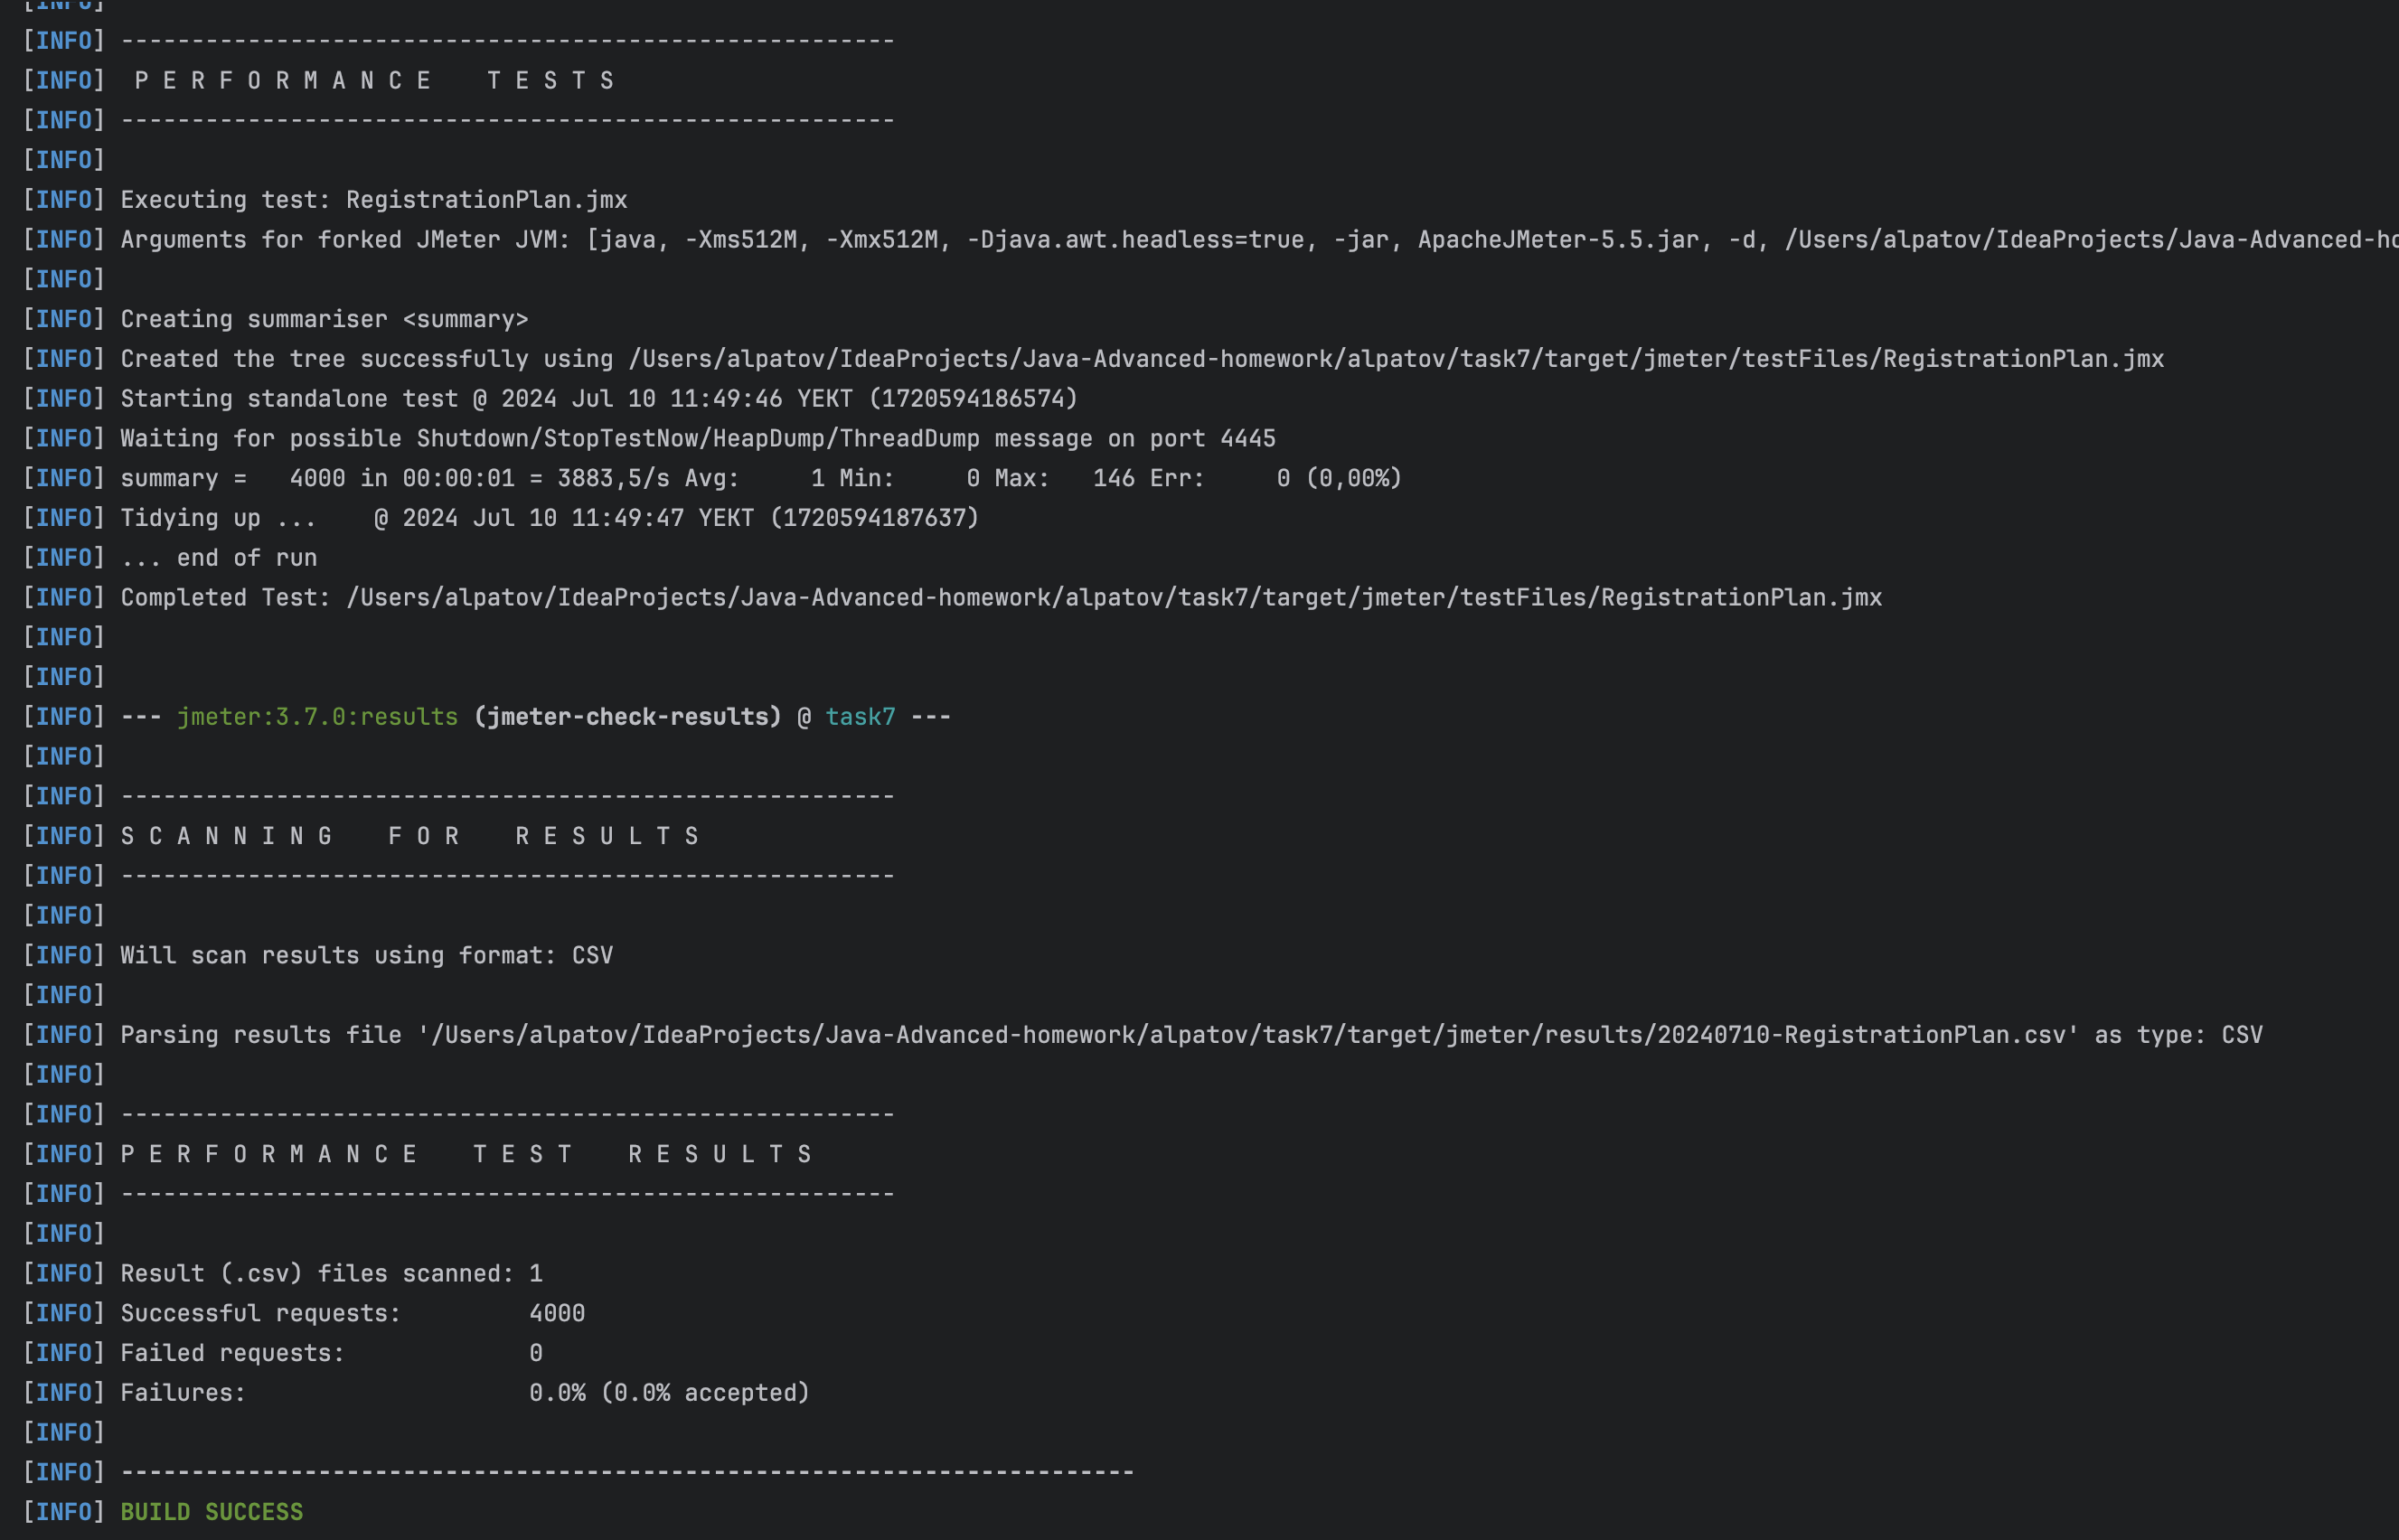 [INFO]
[INFO] -------------------------------------------------------
[INFO]  P E R F O R M A N C E    T E S T S
[INFO] -------------------------------------------------------
[INFO]
[INFO] Executing test: RegistrationPlan.jmx
[INFO] Arguments for forked JMeter JVM: [java, -Xms512M, -Xmx512M, -Djava.awt.headless=true, -jar, ApacheJMeter-5.5.jar, -d, /Users/alpatov/IdeaProjects/Java-Advanced-ho
[INFO]
[INFO] Creating summariser <summary>
[INFO] Created the tree successfully using /Users/alpatov/IdeaProjects/Java-Advanced-homework/alpatov/task7/target/jmeter/testFiles/RegistrationPlan.jmx
[INFO] Starting standalone test @ 2024 Jul 10 11:49:46 YEKT (1720594186574)
[INFO] Waiting for possible Shutdown/StopTestNow/HeapDump/ThreadDump message on port 4445
[INFO] summary =   4000 in 00:00:01 = 3883,5/s Avg:     1 Min:     0 Max:   146 Err:     0 (0,00%)
[INFO] Tidying up ...    @ 2024 Jul 10 11:49:47 YEKT (1720594187637)
[INFO] ... end of run
[INFO] Completed Test: /Users/alpatov/IdeaProjects/Java-Advanced-homework/alpatov/task7/target/jmeter/testFiles/RegistrationPlan.jmx
[INFO]
[INFO]
[INFO] --- jmeter:3.7.0:results (jmeter-check-results) @ task7 ---
[INFO]
[INFO] -------------------------------------------------------
[INFO] S C A N N I N G    F O R    R E S U L T S
[INFO] -------------------------------------------------------
[INFO]
[INFO] Will scan results using format: CSV
[INFO]
[INFO] Parsing results file '/Users/alpatov/IdeaProjects/Java-Advanced-homework/alpatov/task7/target/jmeter/results/20240710-RegistrationPlan.csv' as type: CSV
[INFO]
[INFO] -------------------------------------------------------
[INFO] P E R F O R M A N C E    T E S T    R E S U L T S
[INFO] -------------------------------------------------------
[INFO]
[INFO] Result (.csv) files scanned: 1
[INFO] Successful requests:         4000
[INFO] Failed requests:             0
[INFO] Failures:                    0.0% (0.0% accepted)
[INFO]
[INFO] ------------------------------------------------------------------------
[INFO] BUILD SUCCESS